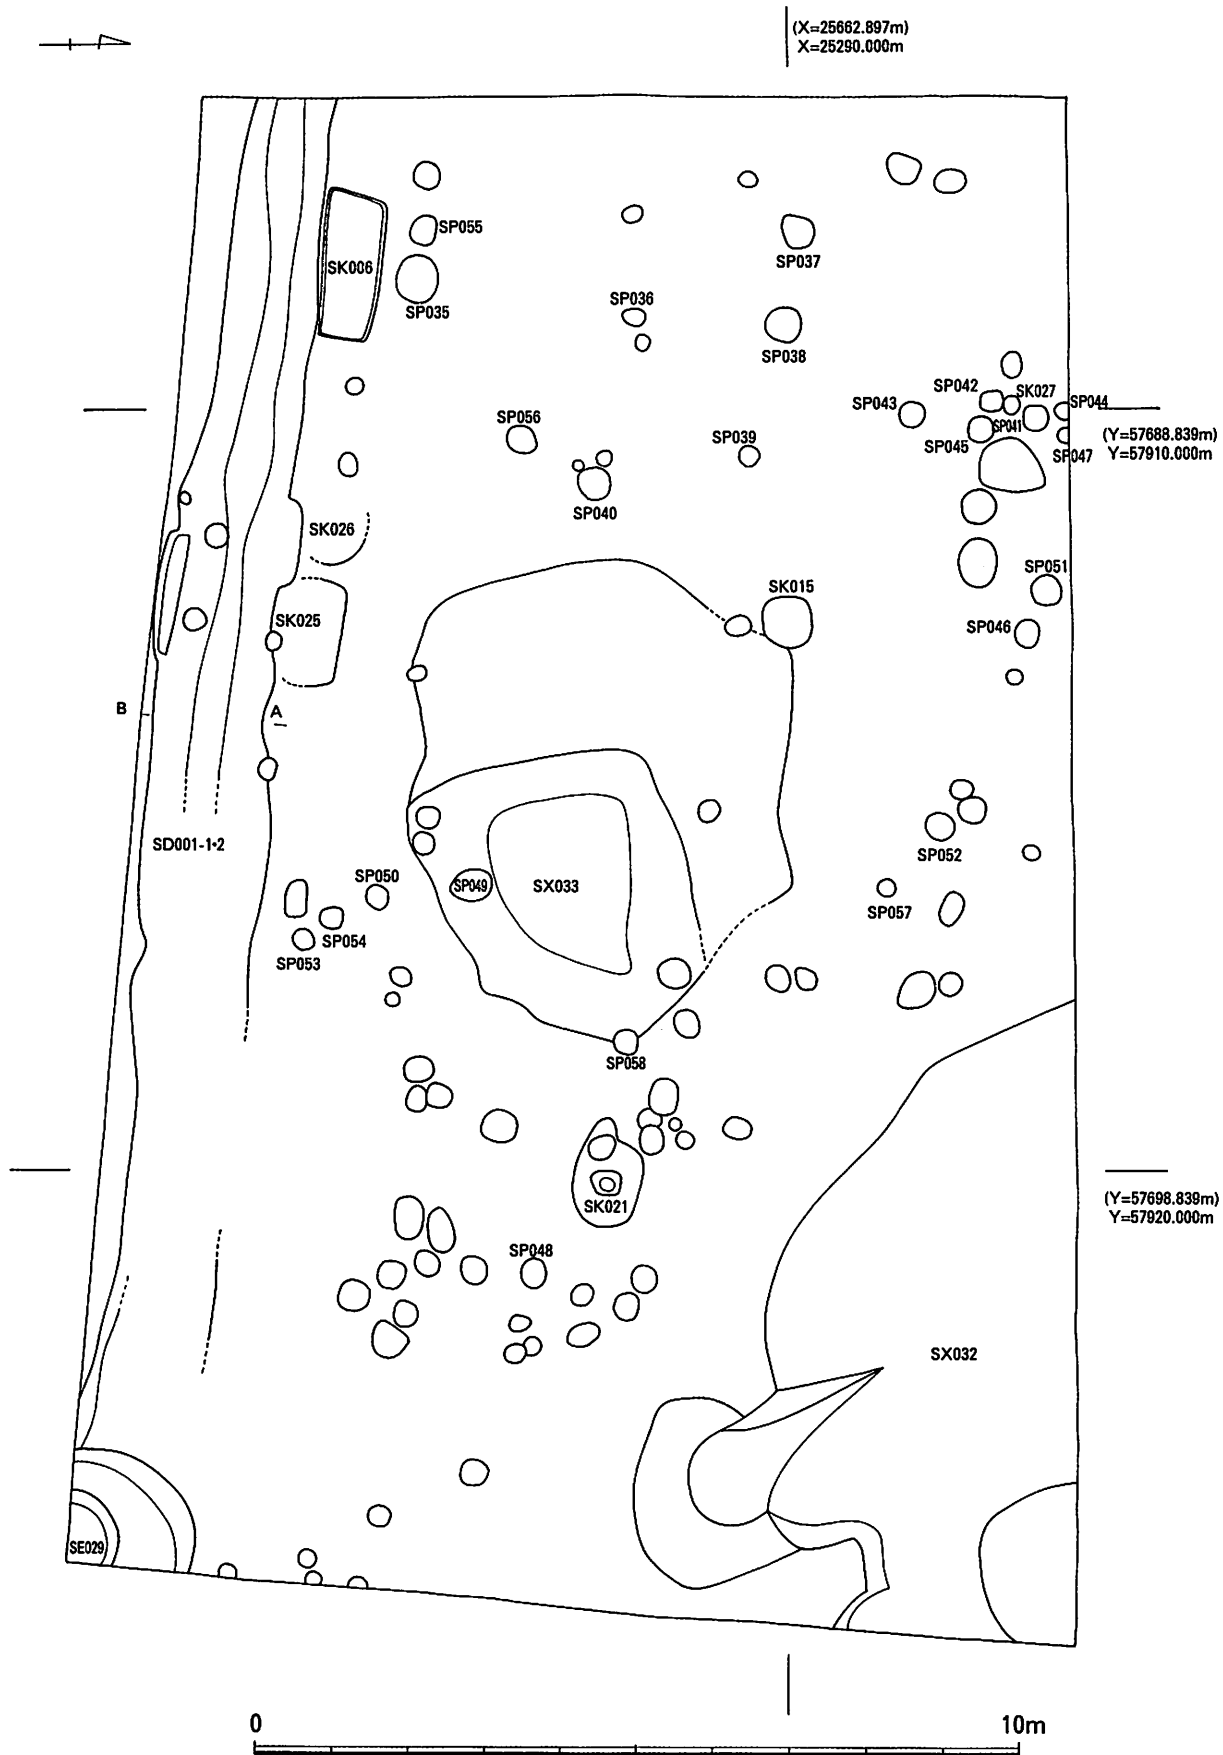 (X=25662.897m)
X=25290.000m
SP055
SK006
SP035
SP037
SP036
SP038
SP042
SK027
SP044
SP043
SP041
SP045
SP047
(Y=57688.839m)
Y=57910.000m
SP056
SP039
SP040
SK026
SP051
SK015
SK025
SP046
B
A
SD001-1・2
SP052
SP050
SP049
SX033
SP057
SP054
SP053
SP058
SK021
(Y=57698.839m)
Y=57920.000m
SP048
SX032
SE029
0
10m